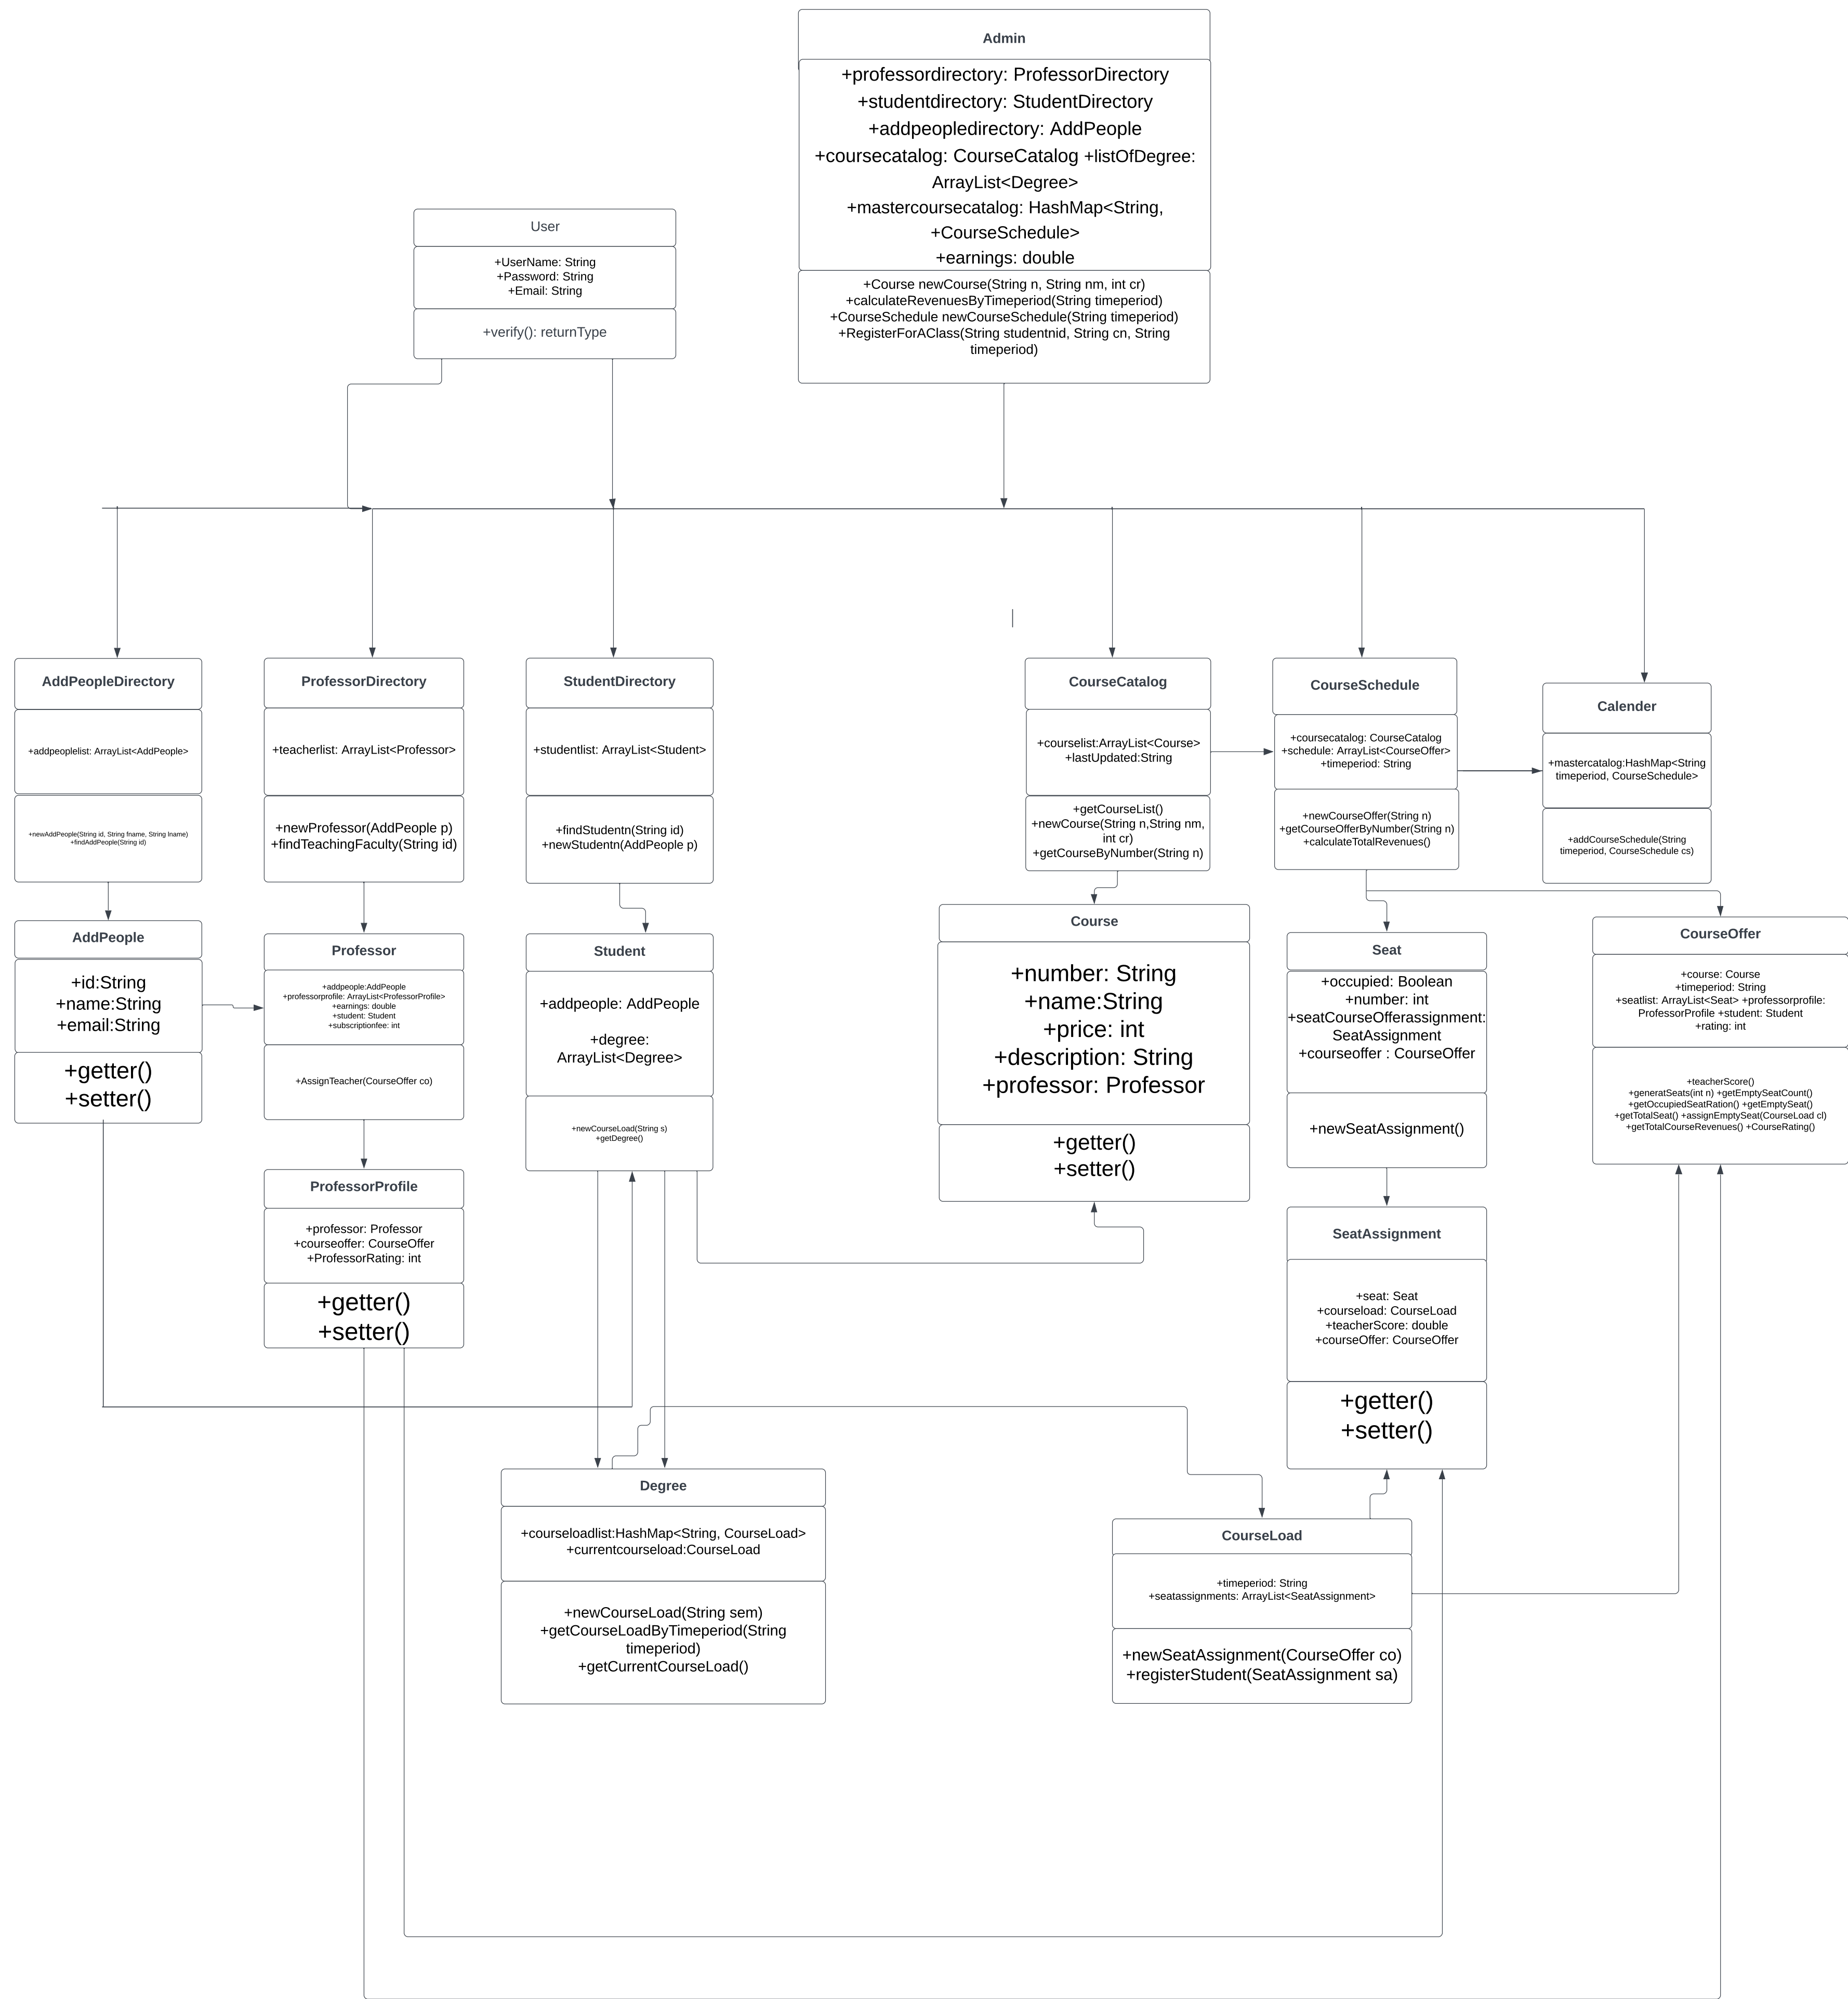 Admin
+professordirectory: ProfessorDirectory
+studentdirectory: StudentDirectory
+addpeopledirectory: AddPeople
+coursecatalog: CourseCatalog +listOfDegree:
ArrayList<Degree>
+mastercoursecatalog: HashMap<String,
+CourseSchedule>
+earnings: double
+Course newCourse(String n, String nm, int cr)
+calculateRevenuesByTimeperiod(String timeperiod)
+CourseSchedule newCourseSchedule(String timeperiod)
+RegisterForAClass(String studentnid, String cn, String
timeperiod)
User
+UserName: String
+Password: String
+Email: String
+verify(): returnType
AddPeopleDirectory
+addpeoplelist: ArrayList<AddPeople>
+newAddPeople(String id, String fname, String lname)
+findAddPeople(String id)
ProfessorDirectory
+teacherlist: ArrayList<Professor>
+newProfessor(AddPeople p)
+findTeachingFaculty(String id)
StudentDirectory
+studentlist: ArrayList<Student>
+findStudentn(String id)
+newStudentn(AddPeople p)
CourseCatalog
+courselist:ArrayList<Course>
+lastUpdated:String
+getCourseList()
+newCourse(String n,String nm,
int cr)
+getCourseByNumber(String n)
CourseSchedule
+coursecatalog: CourseCatalog
+schedule: ArrayList<CourseOffer>
+timeperiod: String
+newCourseOffer(String n)
+getCourseOfferByNumber(String n)
+calculateTotalRevenues()
Calender
+mastercatalog:HashMap<String
timeperiod, CourseSchedule>
+addCourseSchedule(String
timeperiod, CourseSchedule cs)
AddPeople
+id:String
+name:String
+email:String
+getter()
+setter()
Professor
+addpeople:AddPeople
+professorprofile: ArrayList<ProfessorProfile>
+earnings: double
+student: Student
+subscriptionfee: int
+AssignTeacher(CourseOffer co)
Student
+addpeople: AddPeople
+degree:
ArrayList<Degree>
+newCourseLoad(String s)
+getDegree()
Course
+number: String
+name:String
+price: int
+description: String
+professor: Professor
+getter()
+setter()
Seat
+occupied: Boolean
+number: int
+seatCourseOfferassignment:
SeatAssignment
+courseoffer : CourseOffer
+newSeatAssignment()
CourseOffer
+course: Course
+timeperiod: String
+seatlist: ArrayList<Seat> +professorprofile:
ProfessorProfile +student: Student
+rating: int
+teacherScore()
+generatSeats(int n) +getEmptySeatCount()
+getOccupiedSeatRation() +getEmptySeat()
+getTotalSeat() +assignEmptySeat(CourseLoad cl)
+getTotalCourseRevenues() +CourseRating()
ProfessorProfile
+professor: Professor
+courseoffer: CourseOffer
+ProfessorRating: int
+getter()
+setter()
SeatAssignment
+seat: Seat
+courseload: CourseLoad
+teacherScore: double
+courseOffer: CourseOffer
+getter()
+setter()
Degree
+courseloadlist:HashMap<String, CourseLoad>
+currentcourseload:CourseLoad
+newCourseLoad(String sem)
+getCourseLoadByTimeperiod(String
timeperiod)
+getCurrentCourseLoad()
CourseLoad
+timeperiod: String
+seatassignments: ArrayList<SeatAssignment>
+newSeatAssignment(CourseOffer co)
+registerStudent(SeatAssignment sa)